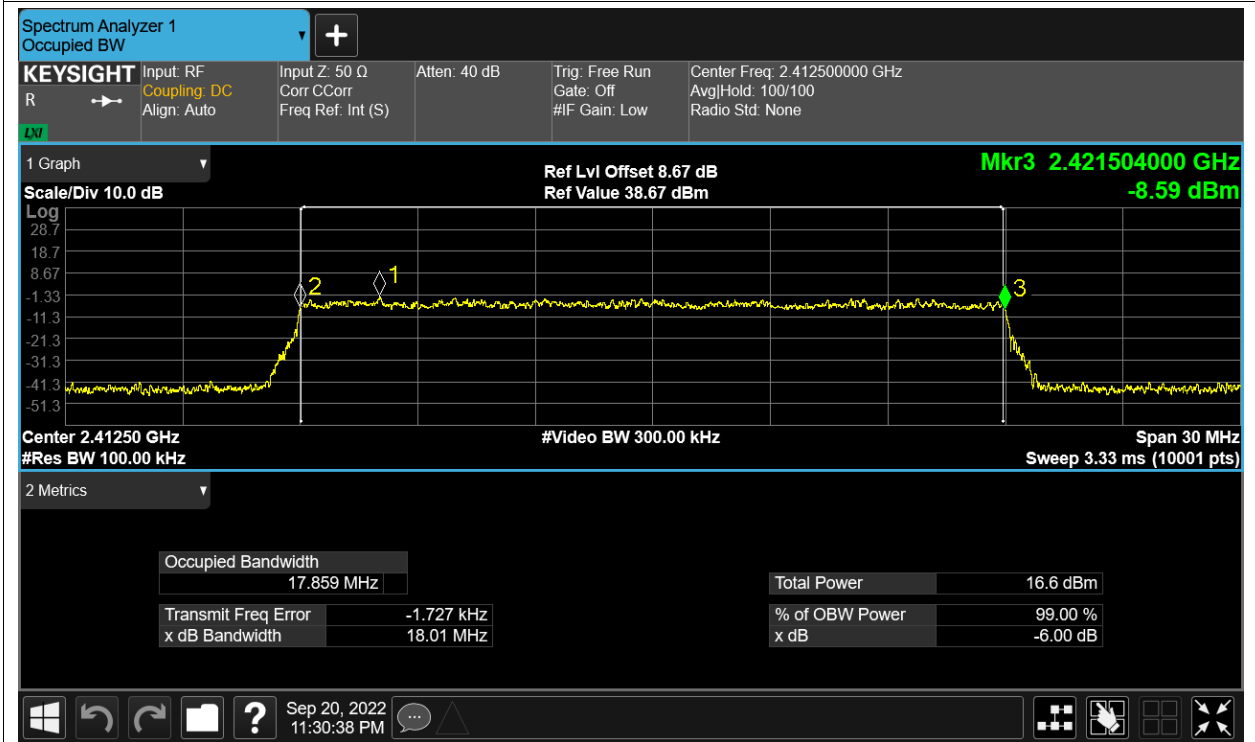 Spectrum Analyzer 1
Occupied BW
KEYSIGHT
R
LXI
Input: RF
Coupling: DC
Align: Auto
Input Z: 50 Ω
Corr CCorr
Freq Ref: Int (S)
Atten: 40 dB
Trig: Free Run
Gate: Off
#IF Gain: Low
Center Freq: 2.412500000 GHz
Avg|Hold: 100/100
Radio Std: None
1 Graph
Scale/Div 10.0 dB
Ref Lvl Offset 8.67 dB
Ref Value 38.67 dBm
Mkr3 2.421504000 GHz
-8.59 dBm
Log
28.7
18.7
8.67
-1.33
-11.3
-21.3
-31.3
-41.3
-51.3
2
1
3
Center 2.41250 GHz
#Video BW 300.00 kHz
Span 30 MHz
#Res BW 100.00 kHz
Sweep 3.33 ms (10001 pts)
2 Metrics
Occupied Bandwidth
17.859 MHz
Transmit Freq Error -1.727 kHz
x dB Bandwidth 18.01 MHz
Total Power 16.6 dBm
% of OBW Power 99.00 %
x dB -6.00 dB
?
Sep 20, 2022
11:30:38 PM